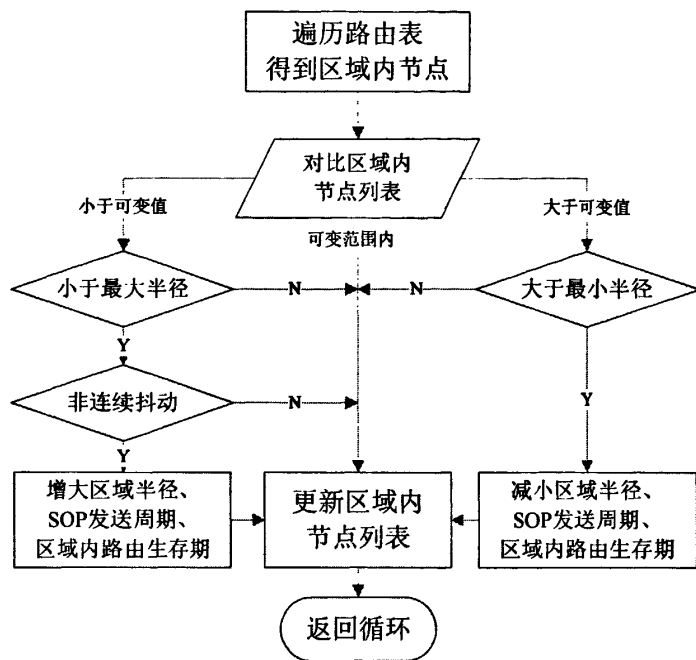 遍历路由表
得到区域内节点
对比区域内
节点列表
小于可变值
大于可变值
可变范围内
小于最大半径
N
N
大于最小半径
Y
非连续抖动
N
Y
Y
增大区域半径、
SOP发送周期、
区域内路由生存期
更新区域内
节点列表
减小区域半径、
SOP发送周期、
区域内路由生存期
返回循环